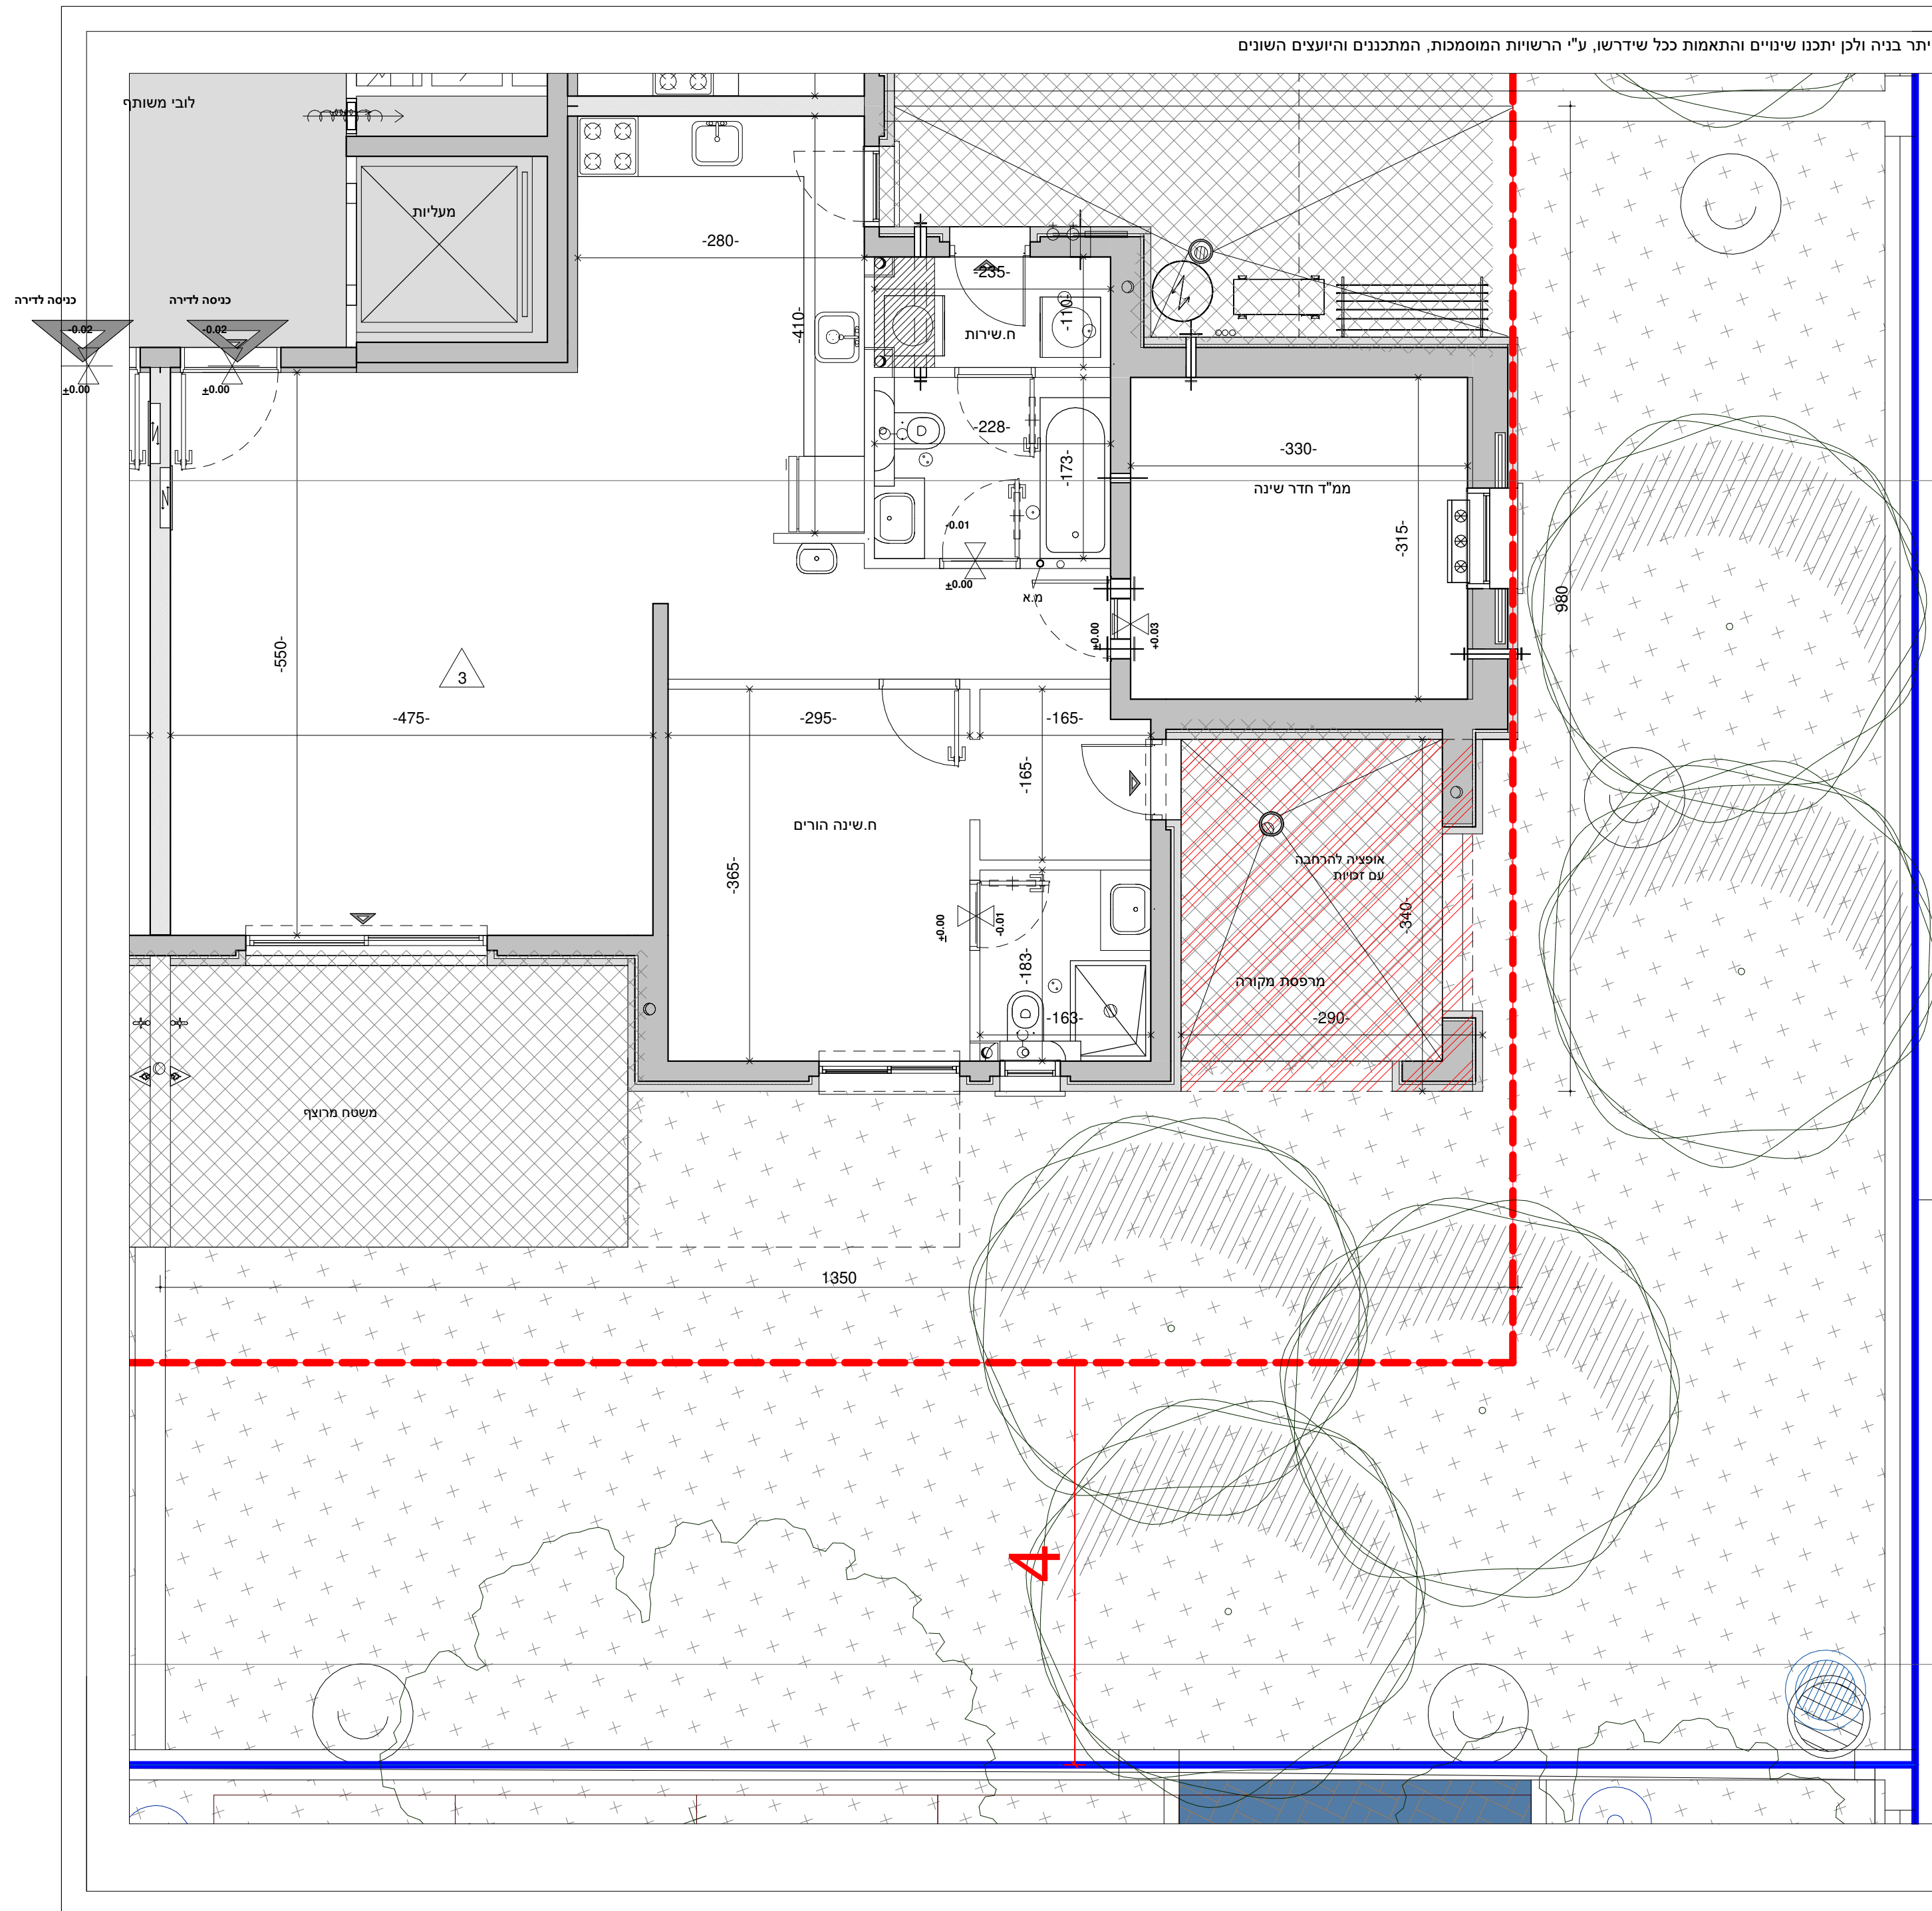 יתר בניה ולכן יתכנו שינויים והתאמות ככל שידרשו, ע"י הרשויות המוסמכות, המתכננים והיועצים השונים
לובי משותף
מעליות
-280-
-235-
-110-
ח.שירות
-410-
כניסה לדירה
כניסה לדירה
-0.02
-0.02
±0.00
±0.00
-228-
-173-
-330-
ממ"ד חדר שינה
-315-
980
-0.01
±0.00
מ.א
±0.00
+0.03
-550-
3
-475-
-295-
-165-
-165-
ח.שינה הורים
-365-
אופציה להרחבה
עם זכויות
-340-
±0.00
-0.01
-183-
מרפסת מקורה
-163-
-290-
משטח מרוצף
1350
4